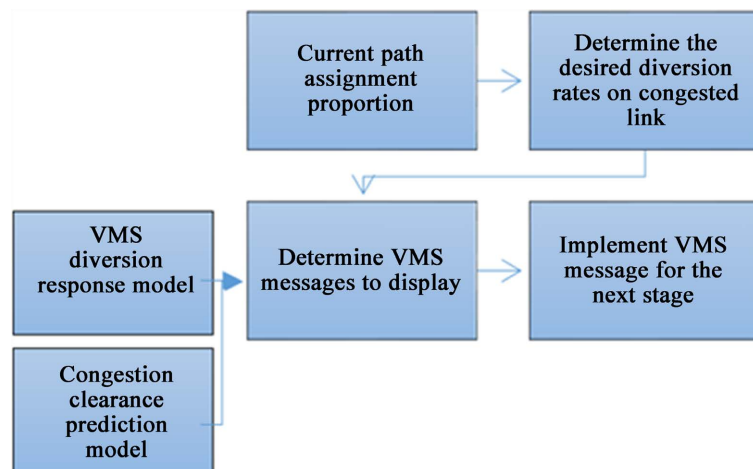 Current path
assignment
proportion
Determine the
desired diversion
rates on congested
link
VMS
diversion
response model
Determine VMS
messages to display
Implement VMS
message for the
next stage
Congestion
clearance
prediction
model